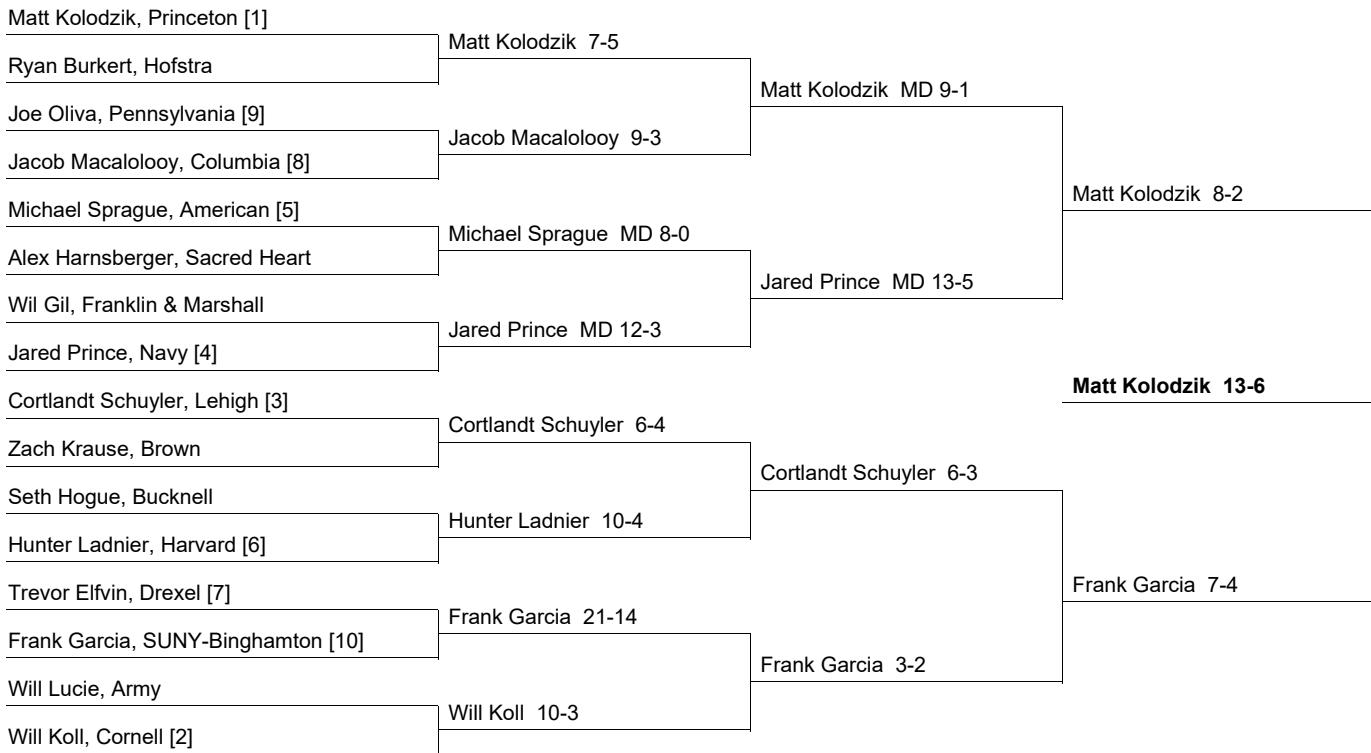 Matt Kolodzik, Princeton [1]
Ryan Burkert, Hofstra
Joe Oliva, Pennsylvania [9]
Jacob Macalolooy, Columbia [8]
Michael Sprague, American [5]
Alex Harnsberger, Sacred Heart
Wil Gil, Franklin & Marshall
Jared Prince, Navy [4]
Cortlandt Schuyler, Lehigh [3]
Zach Krause, Brown
Seth Hogue, Bucknell
Hunter Ladnier, Harvard [6]
Trevor Elfvin, Drexel [7]
Frank Garcia, SUNY-Binghamton [10]
Will Lucie, Army
Will Koll, Cornell [2]
Matt Kolodzik 7-5
Jacob Macalolooy 9-3
Michael Sprague MD 8-0
Jared Prince MD 12-3
Cortlandt Schuyler 6-4
Hunter Ladnier 10-4
Frank Garcia 21-14
Will Koll 10-3
Matt Kolodzik MD 9-1
Jared Prince MD 13-5
Cortlandt Schuyler 6-3
Frank Garcia 3-2
Matt Kolodzik 8-2
Matt Kolodzik 13-6
Frank Garcia 7-4